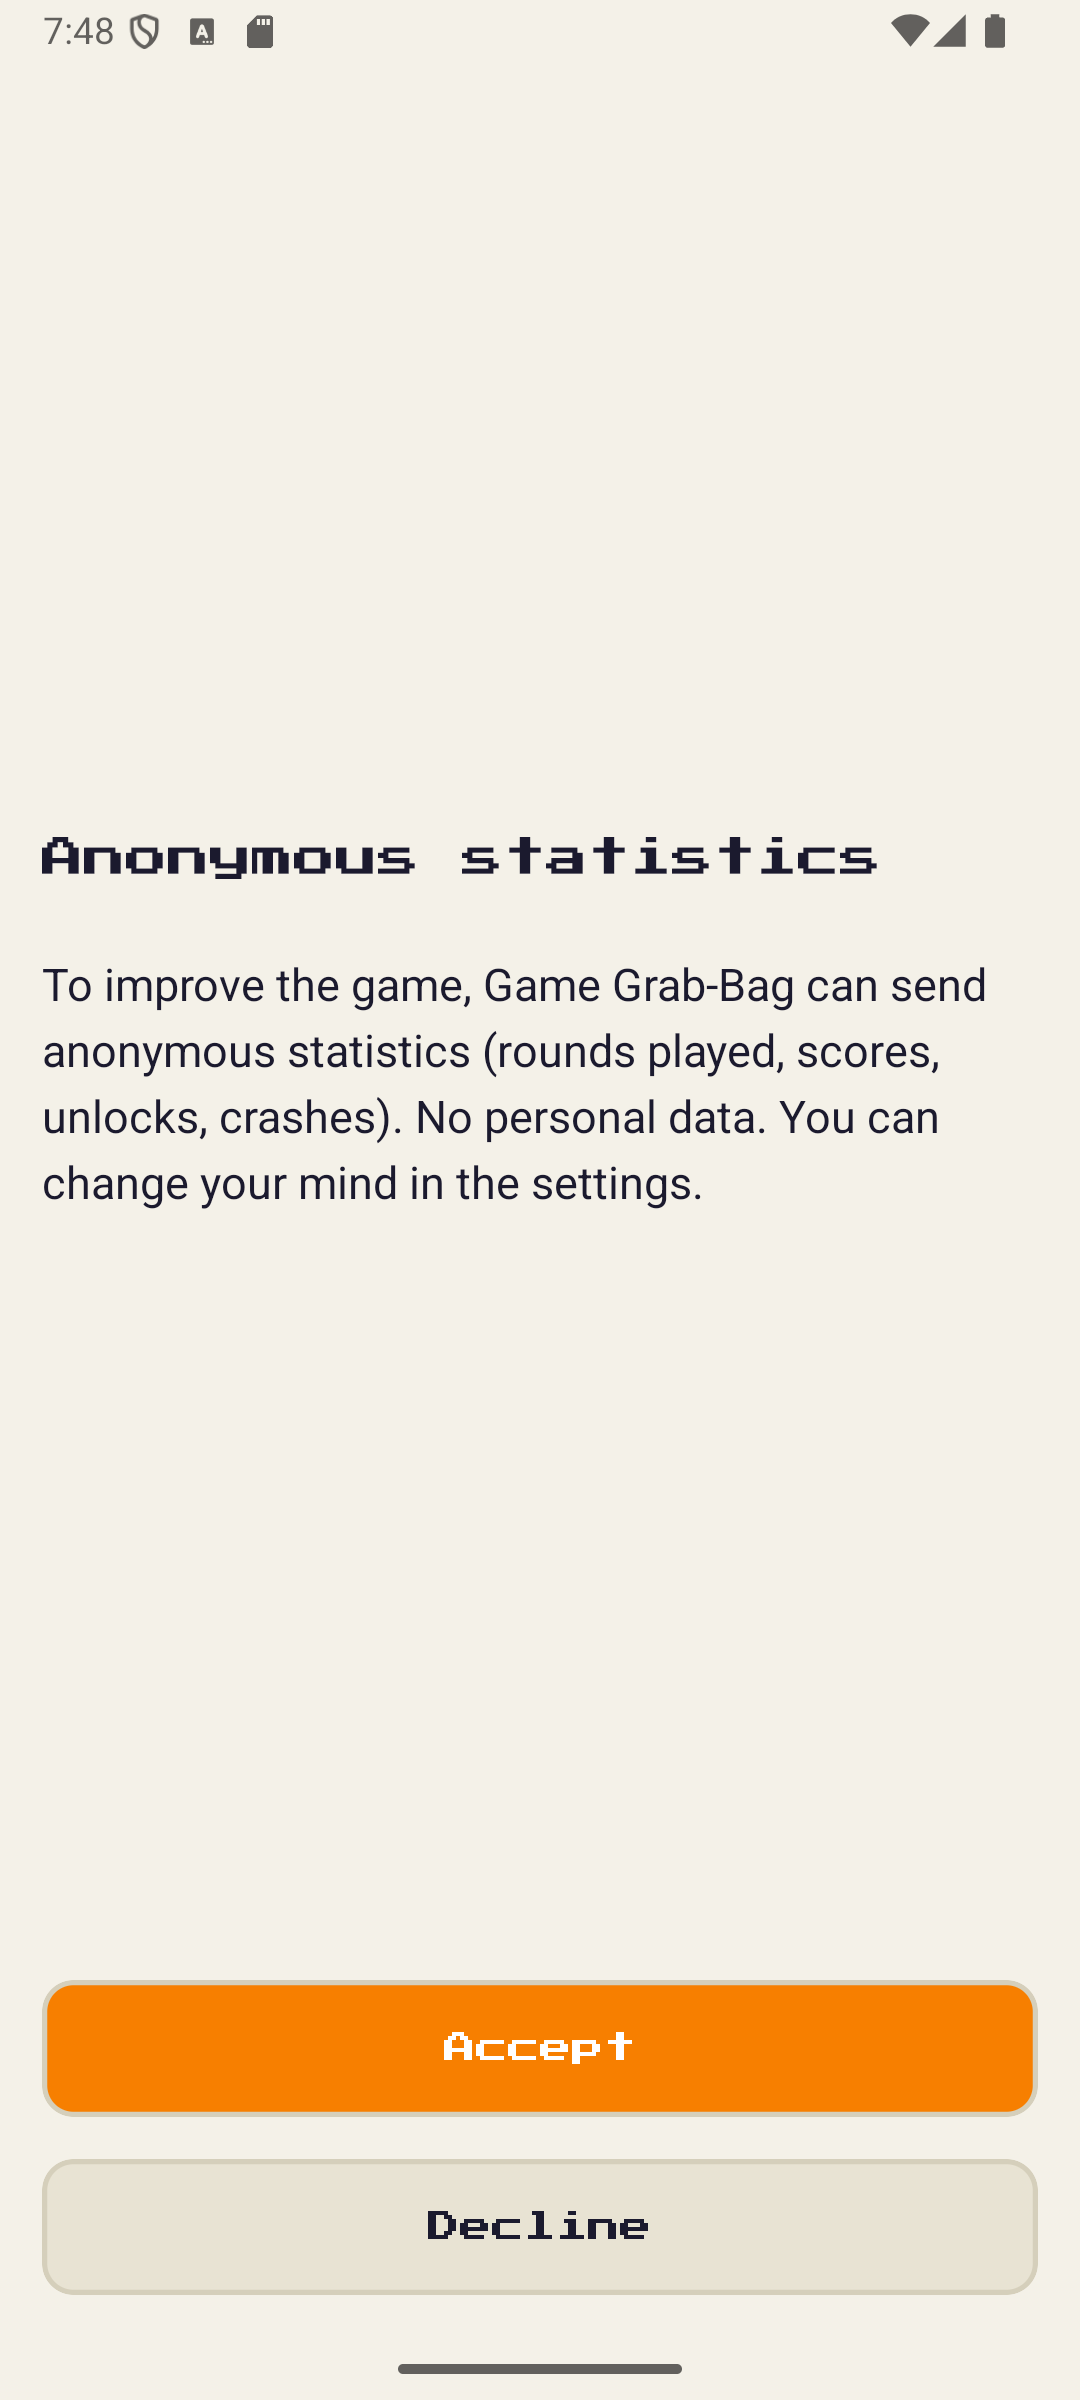 7:48
Anonymous statistics
To improve the game, Game Grab-Bag can send
anonymous statistics (rounds played, scores,
unlocks, crashes). No personal data. You can
change your mind in the settings.
Accept
Decline